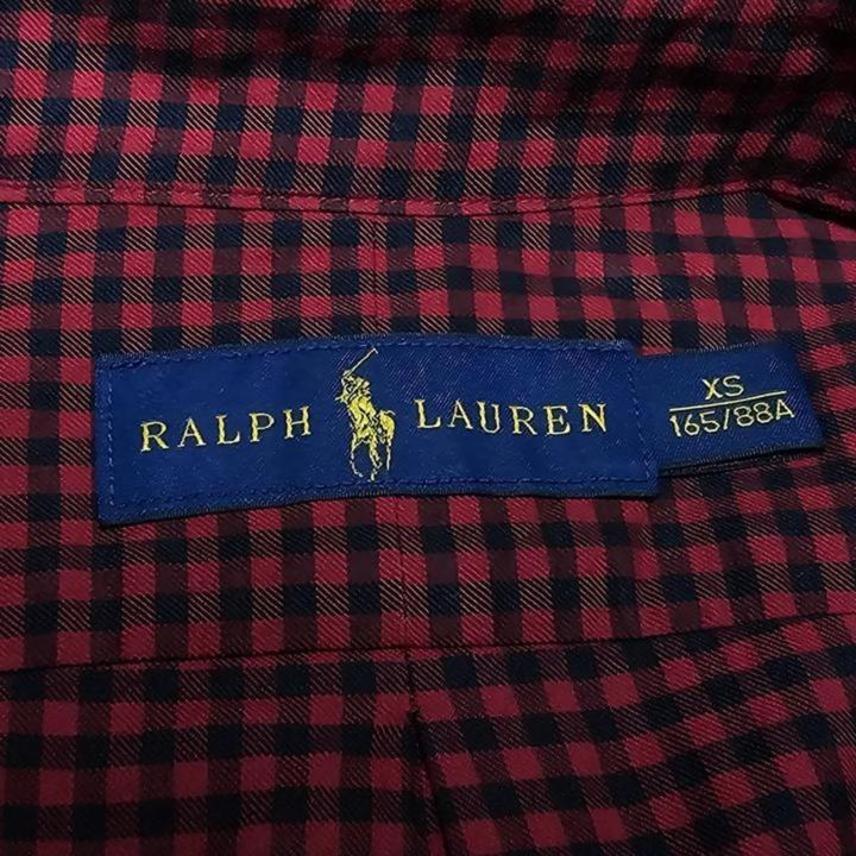 RALPH LAUREN
XS
165/88A